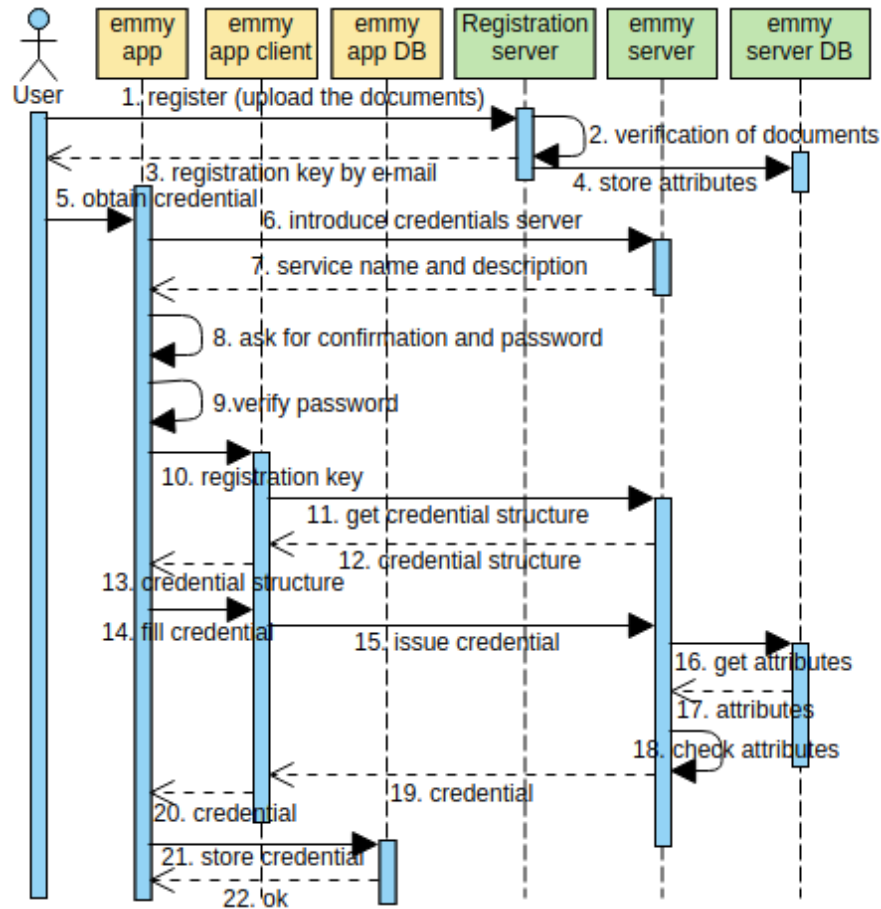 emmy
app
emmy
app client
emmy
app DB
Registration
server
emmy
server
emmy
server DB
User
1. register (upload the documents)
2. verification of documents
3. registration key by e-mail
4. store attributes
5. obtain credential
6. introduce credentials server
7. service name and description
8. ask for confirmation and password
9.verify password
10. registration key
11. get credential structure
12. credential structure
13. credential structure
14. fill credential
15. issue credential
16. get attributes
17. attributes
18. check attributes
19. credential
20. credential
21. store credential
22. ok